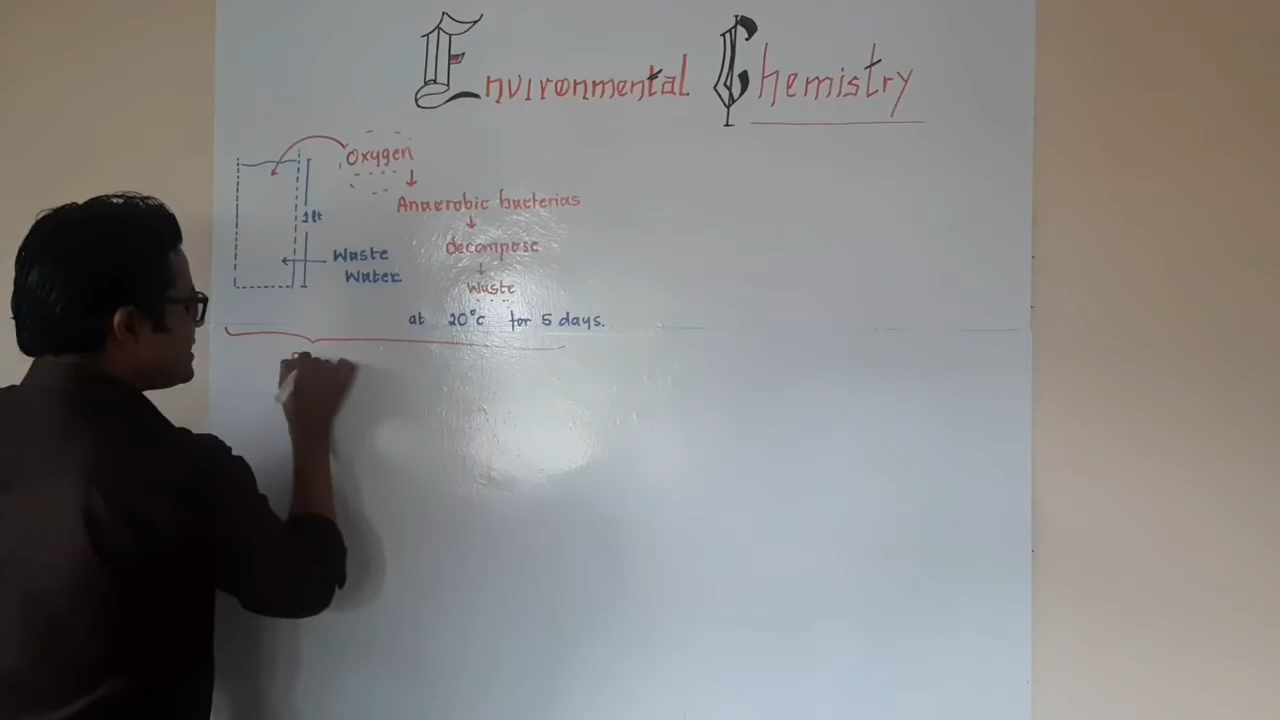 Environmental Chemistry
Oxygen
Anaerobic bacterias
1lt
decompose
Waste
Water
Waste
at 20°c for 5 days.